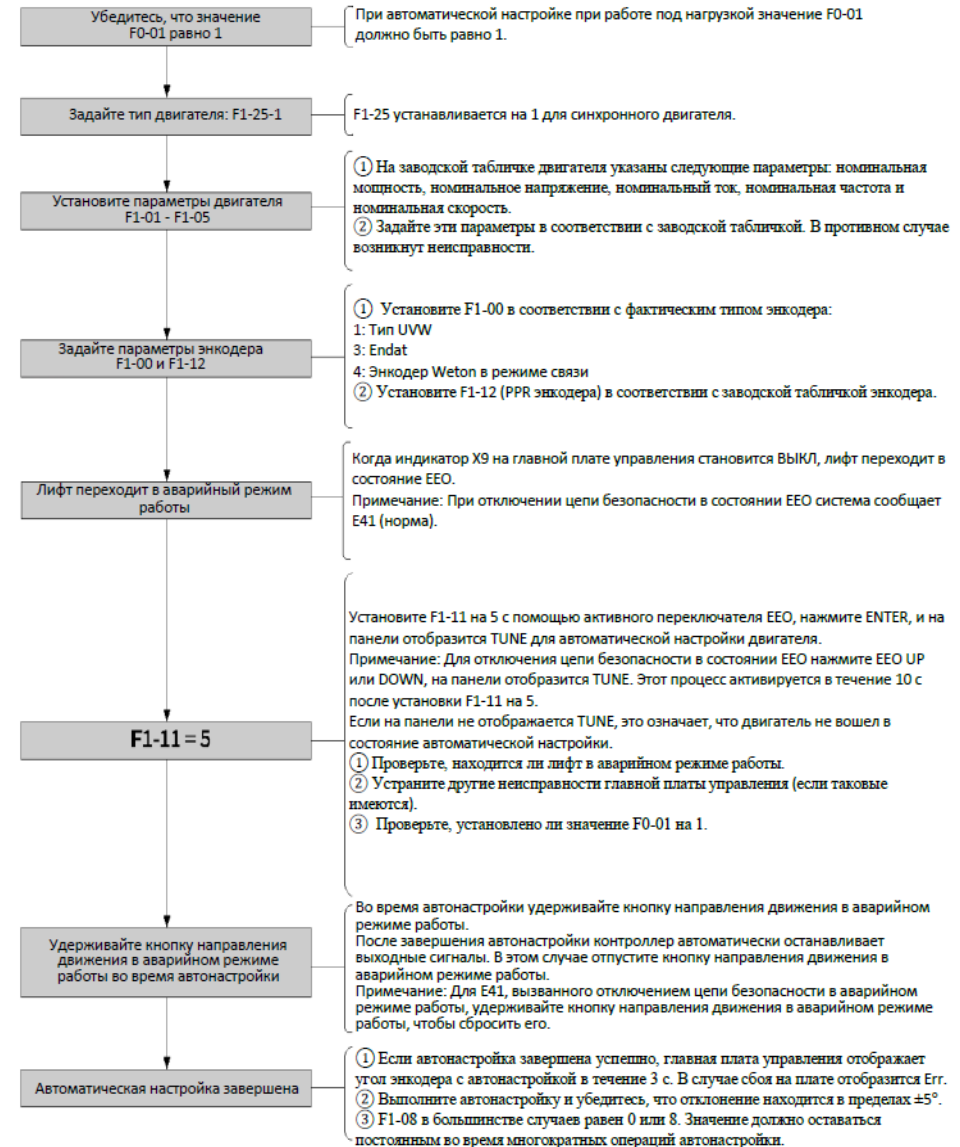 Убедитесь, что значение
F0-01 равно 1
При автоматической настройке при работе под нагрузкой значение F0-01
должно быть равно 1.
Задайте тип двигателя: F1-25-1
F1-25 устанавливается на 1 для синхронного двигателя.
Установите параметры двигателя
F1-01 - F1-05
① На заводской табличке двигателя указаны следующие параметры: номинальная
мощность, номинальное напряжение, номинальный ток, номинальная частота и
номинальная скорость.
② Задайте эти параметры в соответствии с заводской табличкой. В противном случае
возникнут неисправности.
Задайте параметры энкодера
F1-00 и F1-12
① Установите F1-00 в соответствии с фактическим типом энкодера:
1: Тип UVW
3: Endat
4: Энкодер Weton в режиме связи
② Установите F1-12 (PPR энкодера) в соответствии с заводской табличкой энкодера.
Лифт переходит в аварийный режим
работы
Когда индикатор X9 на главной плате управления становится ВЫКЛ, лифт переходит в
состояние EEO.
Примечание: При отключении цепи безопасности в состоянии EEO система сообщает
E41 (норма).
F1-11 = 5
Установите F1-11 на 5 с помощью активного переключателя EEO, нажмите ENTER, и на
панели отобразится TUNE для автоматической настройки двигателя.
Примечание: Для отключения цепи безопасности в состоянии EEO нажмите EEO UP
или DOWN, на панели отобразится TUNE. Этот процесс активируется в течение 10 с
после установки F1-11 на 5.
Если на панели не отображается TUNE, это означает, что двигатель не вошел в
состояние автоматической настройки.
① Проверьте, находится ли лифт в аварийном режиме работы.
② Устраните другие неисправности главной платы управления (если таковые
имеются).
③ Проверьте, установлено ли значение F0-01 на 1.
Удерживайте кнопку направления
движения в аварийном режиме
работы во время автонастройки
Во время автонастройки удерживайте кнопку направления движения в аварийном
режиме работы.
После завершения автонастройки контроллер автоматически останавливает
выходные сигналы. В этом случае отпустите кнопку направления движения в
аварийном режиме работы.
Примечание: Для E41, вызванного отключением цепи безопасности в аварийном
режиме работы, удерживайте кнопку направления движения в аварийном режиме
работы, чтобы сбросить его.
Автоматическая настройка завершена
① Если автонастройка завершена успешно, главная плата управления отображает
угол энкодера с автонастройкой в течение 3 с. В случае сбоя на плате отобразится Err.
② Выполните автонастройку и убедитесь, что отклонение находится в пределах ±5°.
③ F1-08 в большинстве случаев равен 0 или 8. Значение должно оставаться
постоянным во время многократных операций автонастройки.